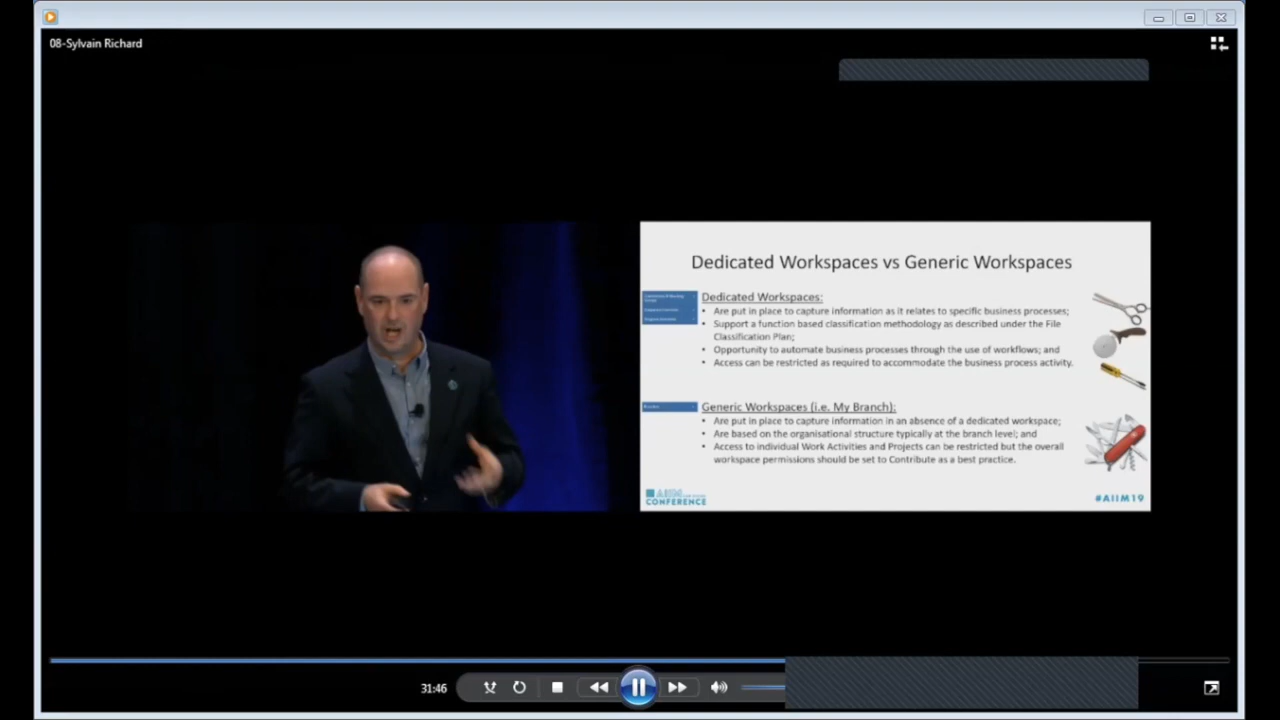 08-Sylvain Richard
Dedicated Workspaces vs Generic Workspaces
Dedicated Workspaces:
• Are put in place to capture information as it relates to specific business processes;
• Support a function based classification methodology as described under the File
Classification Plan;
• Opportunity to automate business processes through the use of workflows; and
• Access can be restricted as required to accommodate the business process activity.
Generic Workspaces (i.e. My Branch):
• Are put in place to capture information in an absence of a dedicated workspace;
• Are based on the organisational structure typically at the branch level; and
• Access to individual Work Activities and Projects can be restricted but the overall
workspace permissions should be set to Contribute as a best practice.
AIIM
CONFERENCE
#AIIM19
31:46